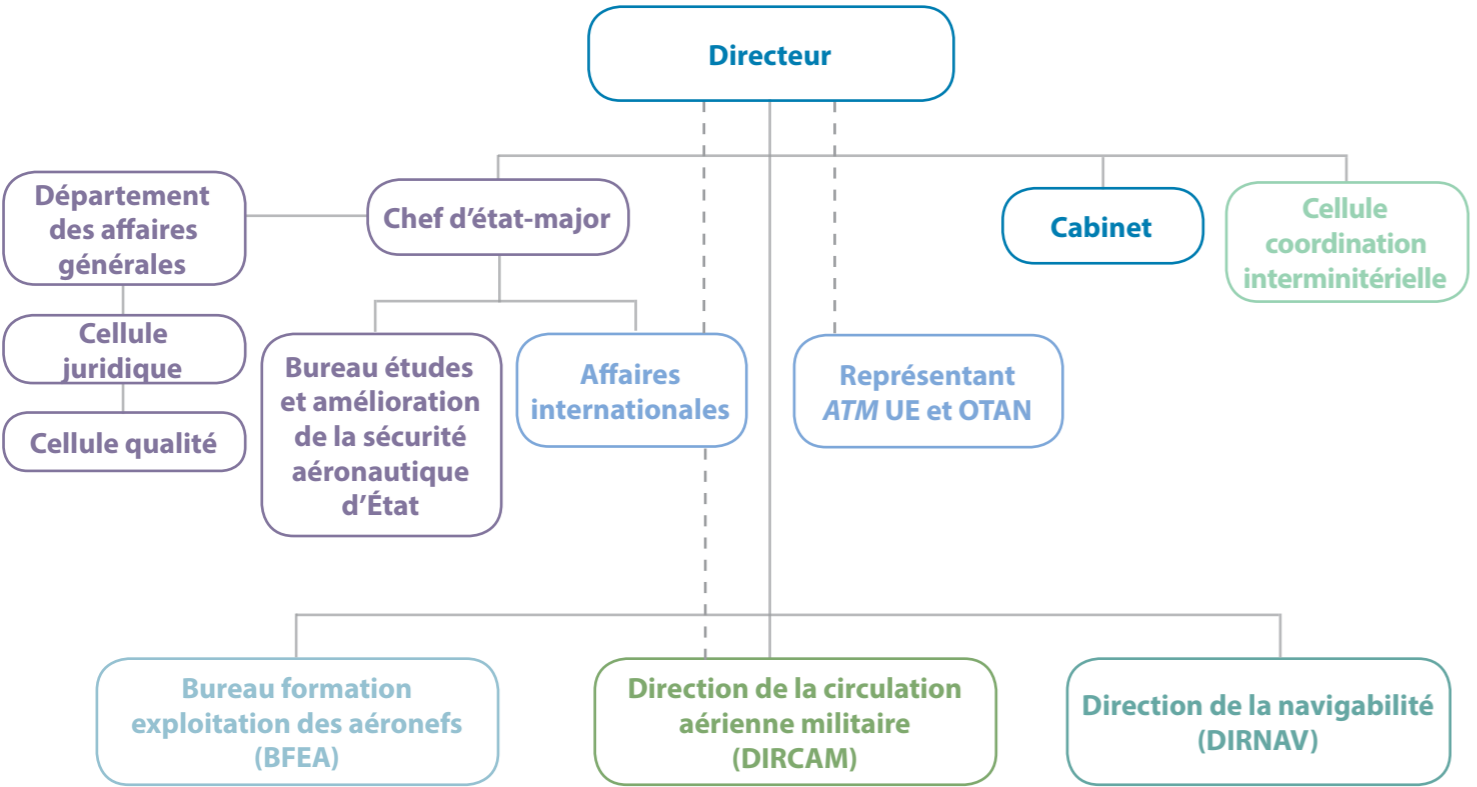 Directeur
Département
des affaires
générales
Chef d'état-major
Cabinet
Cellule
coordination
interminitérielle
Cellule
juridique
Cellule qualité
Bureau études
et amélioration
de la sécurité
aéronautique
d'État
Affaires
internationales
Représentant
ATM UE et OTAN
Bureau formation
exploitation des aéronefs
(BFEA)
Direction de la circulation
aérienne militaire
(DIRCAM)
Direction de la navigabilité
(DIRNAV)